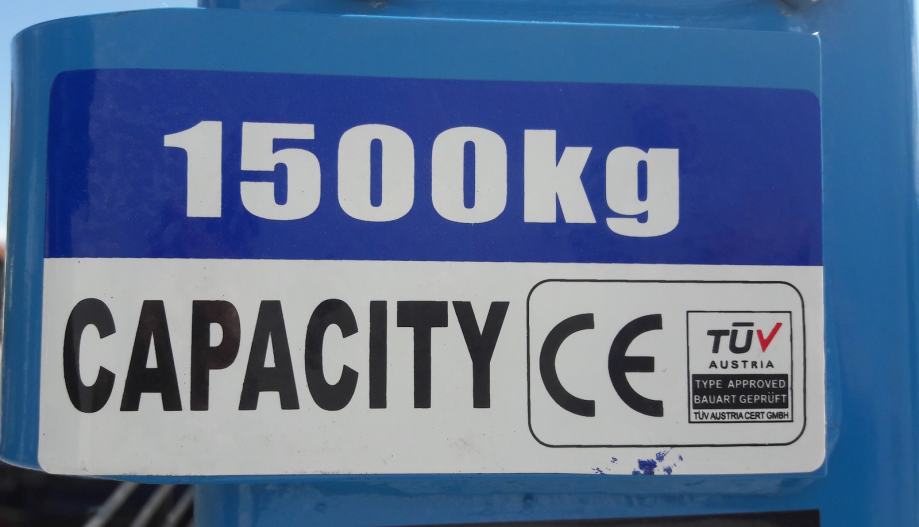 1500kg
CAPACITY
CE
TÜV
AUSTRIA
TYPE APPROVED
BAUART GEPRÜFT
TÜV AUSTRIA CERT GMBH